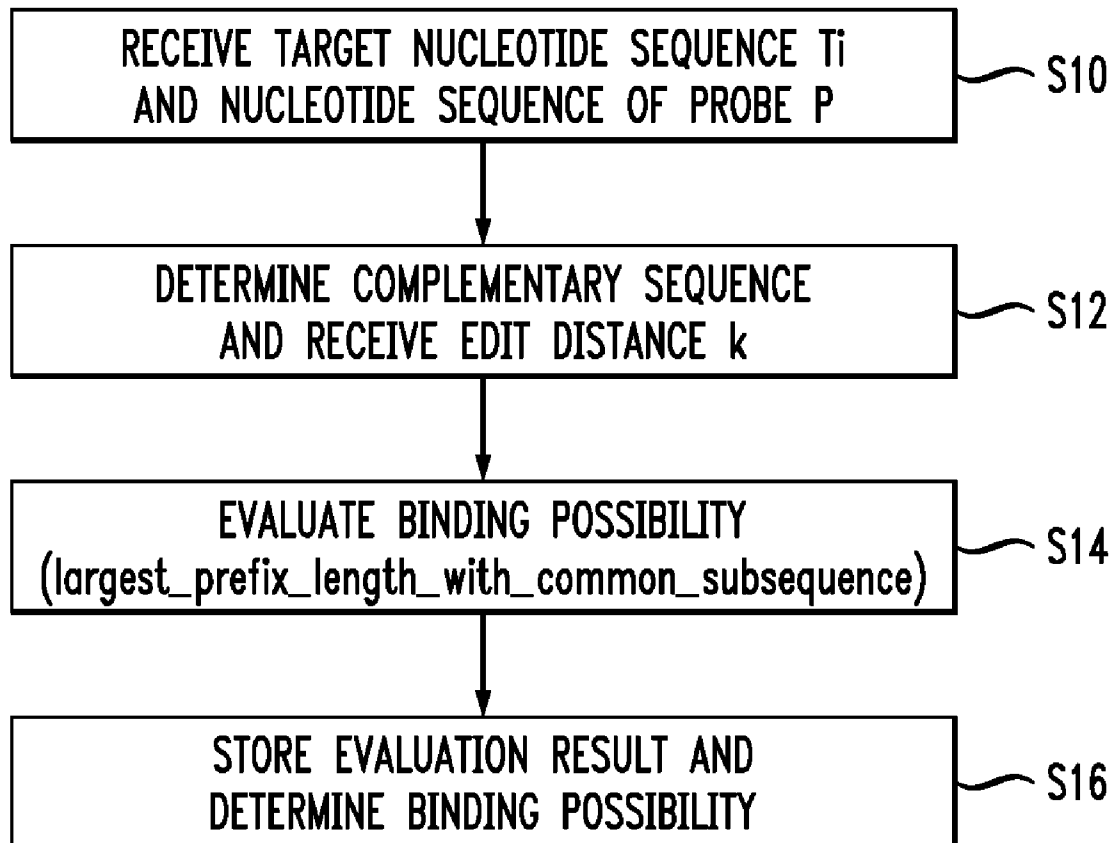 RECEIVE TARGET NUCLEOTIDE SEQUENCE Ti
AND NUCLEOTIDE SEQUENCE OF PROBE P
S10
DETERMINE COMPLEMENTARY SEQUENCE
AND RECEIVE EDIT DISTANCE k
S12
EVALUATE BINDING POSSIBILITY
(largest_prefix_length_with_common_subsequence)
S14
STORE EVALUATION RESULT AND
DETERMINE BINDING POSSIBILITY
S16